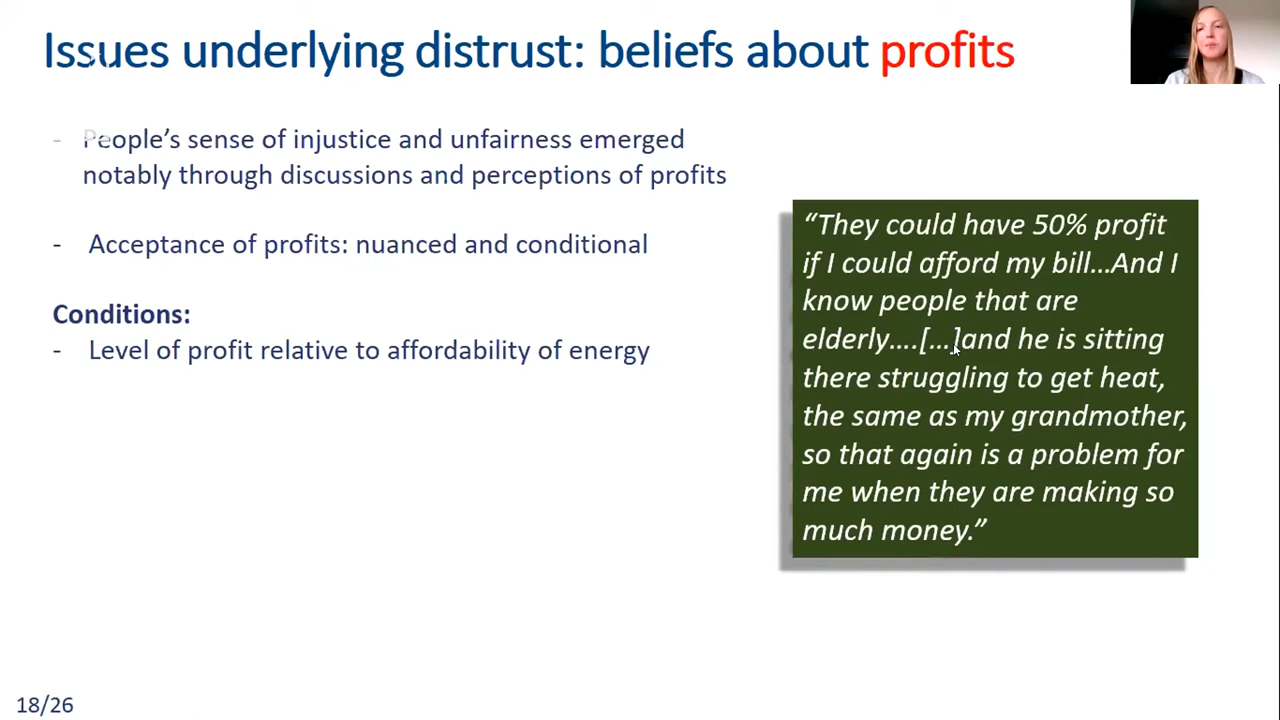 Issues underlying distrust: beliefs about profits
- People’s sense of injustice and unfairness emerged
notably through discussions and perceptions of profits
- Acceptance of profits: nuanced and conditional
Conditions:
- Level of profit relative to affordability of energy
“They could have 50% profit
if I could afford my bill…And I
know people that are
elderly….[…]and he is sitting
there struggling to get heat,
the same as my grandmother,
so that again is a problem for
me when they are making so
much money.”
18/26